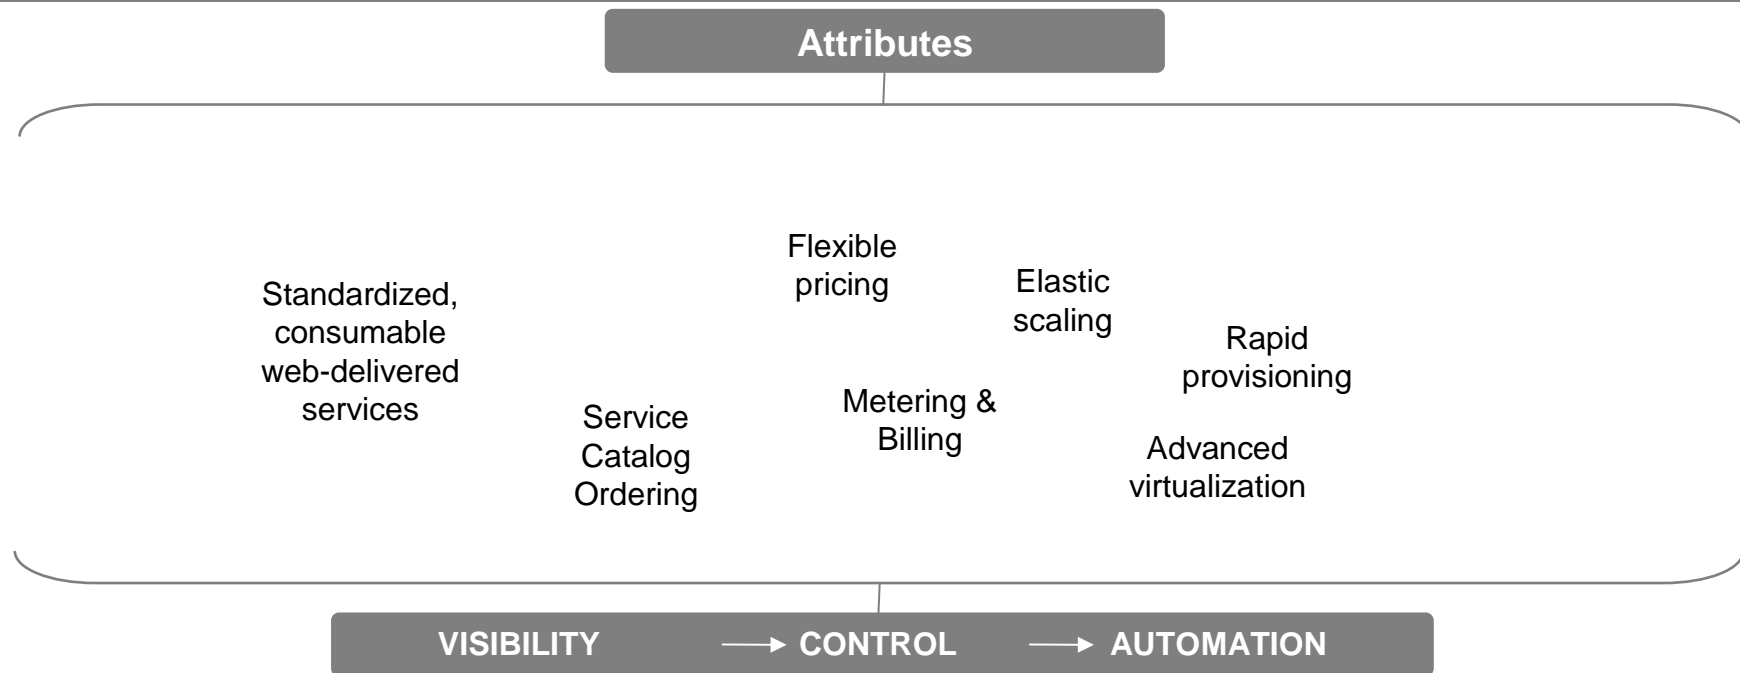 Attributes
Standardized,
consumable
web-delivered
services
Service
Catalog
Ordering
Flexible
pricing
Metering &
Billing
Elastic
scaling
Rapid
provisioning
Advanced
virtualization
VISIBILITY CONTROL AUTOMATION